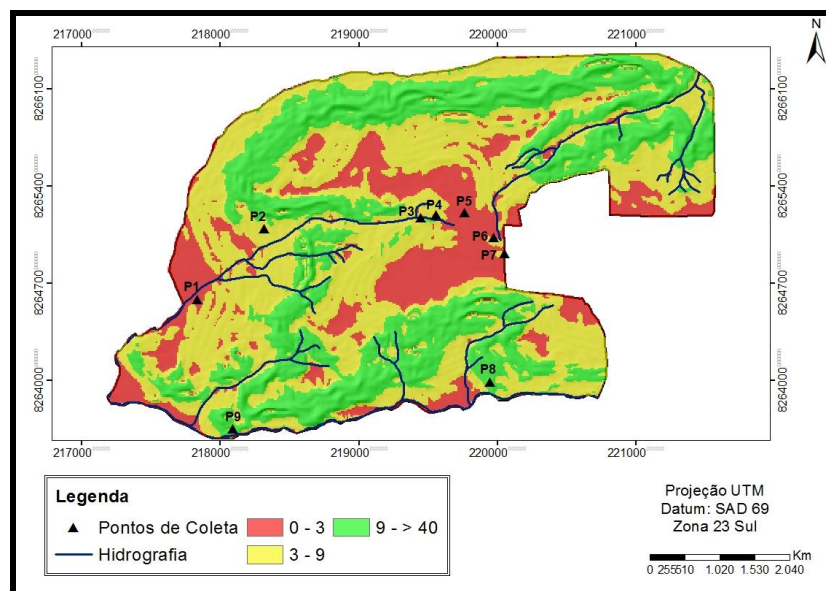 N
217000 218000 219000 220000 221000
8266100
8265400
8264700
8264000
8266100
8265400
8264700
8264000
P1
P2
P3
P4
P5
P6
P7
P8
P9
217000 218000 219000 220000 221000
Legenda
Pontos de Coleta
0 - 3
9 - > 40
Hidrografia
3 - 9
Projeção UTM
Datum: SAD 69
Zona 23 Sul
Km
0 255510 1.020 1.530 2.040